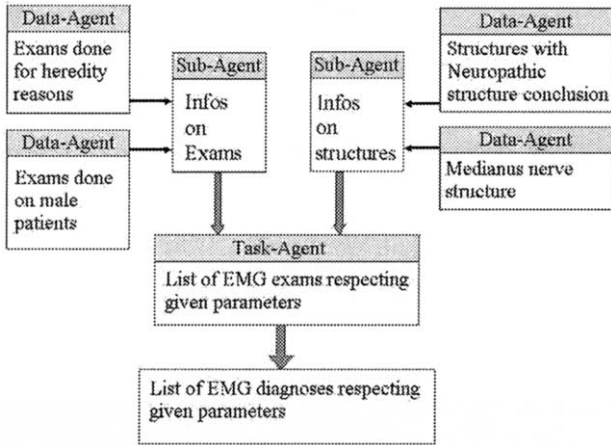 Data-Agent
Exams done
for heredity
reasons
Data-Agent
Exams done
on male
patients
Sub-Agent
Infos
on
Exams
Sub-Agent
Infos
on
structures
Data-Agent
Structures with
Neuropathic
structure conclusion
Data-Agent
Medianus nerve
structure
Task-Agent
List of EMG exams respecting
given parameters
List of EMG diagnoses respecting
given parameters